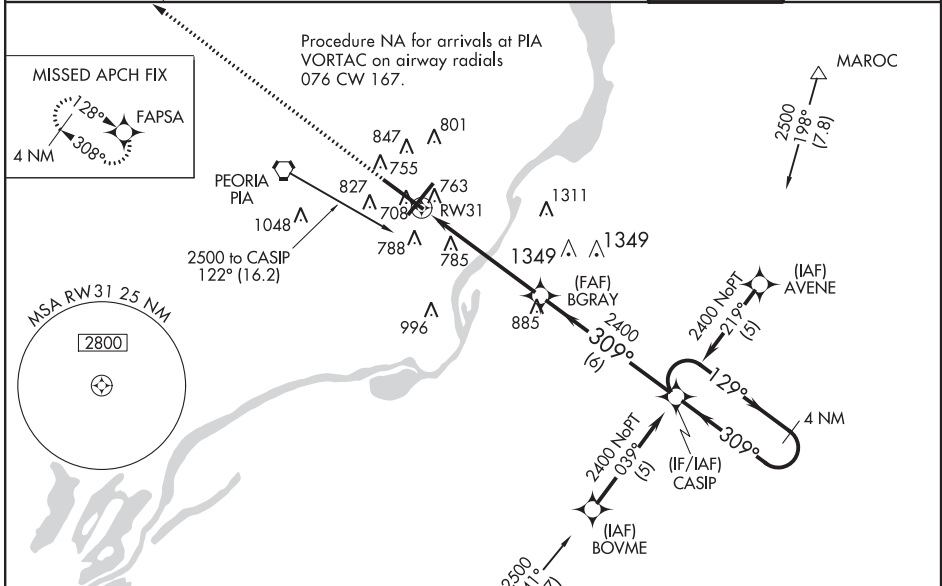 Procedure NA for arrivals at PIA
VORTAC on airway radials
076 CW 167.
MISSED APCH FIX
128°
FAPSA
308°
4 NM
MAROC
2500
198°
(7.8)
847
801
755
PEORIA
PIA
827
763
708
RW31
1048
1311
788
785
1349
1349
2500 to CASIP
122° (16.2)
(FAF)
BGRAY
(IAF)
AVENE
MSA RW31 25 NM
2800
996
885
2400
309°
(6)
2400 NoPT
219°
(5)
129°
4 NM
309°
2400 NoPT
039°
(5)
(IF/IAF)
CASIP
(IAF)
BOVME
2500